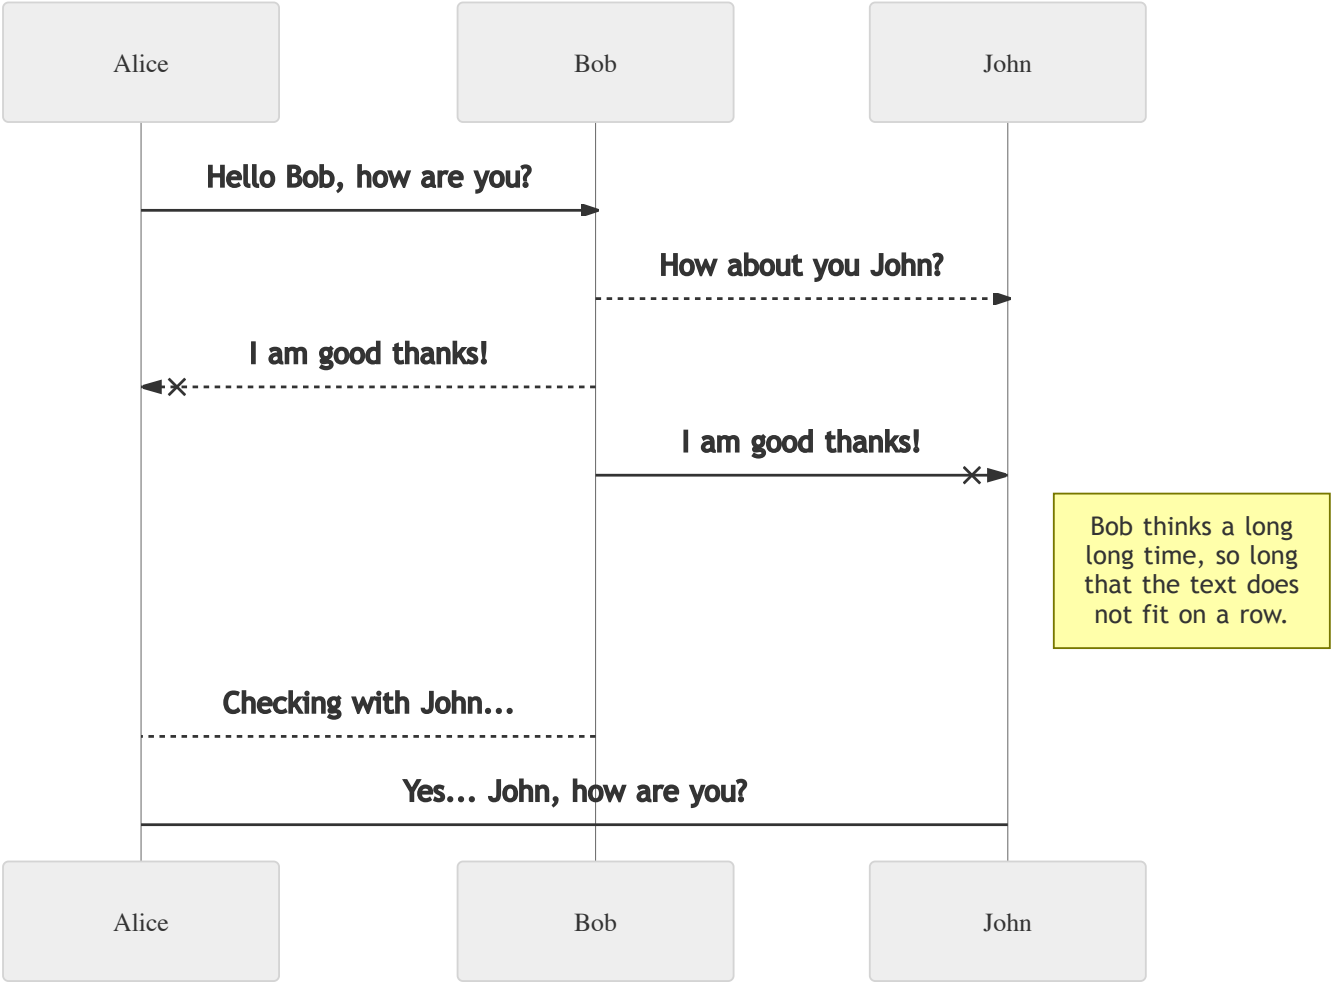 Alice
Bob
John
Hello Bob, how are you?
How about you John?
I am good thanks!
I am good thanks!
Bob thinks a long
long time, so long
that the text does
not fit on a row.
Checking with John...
Yes... John, how are you?
Alice
Bob
John